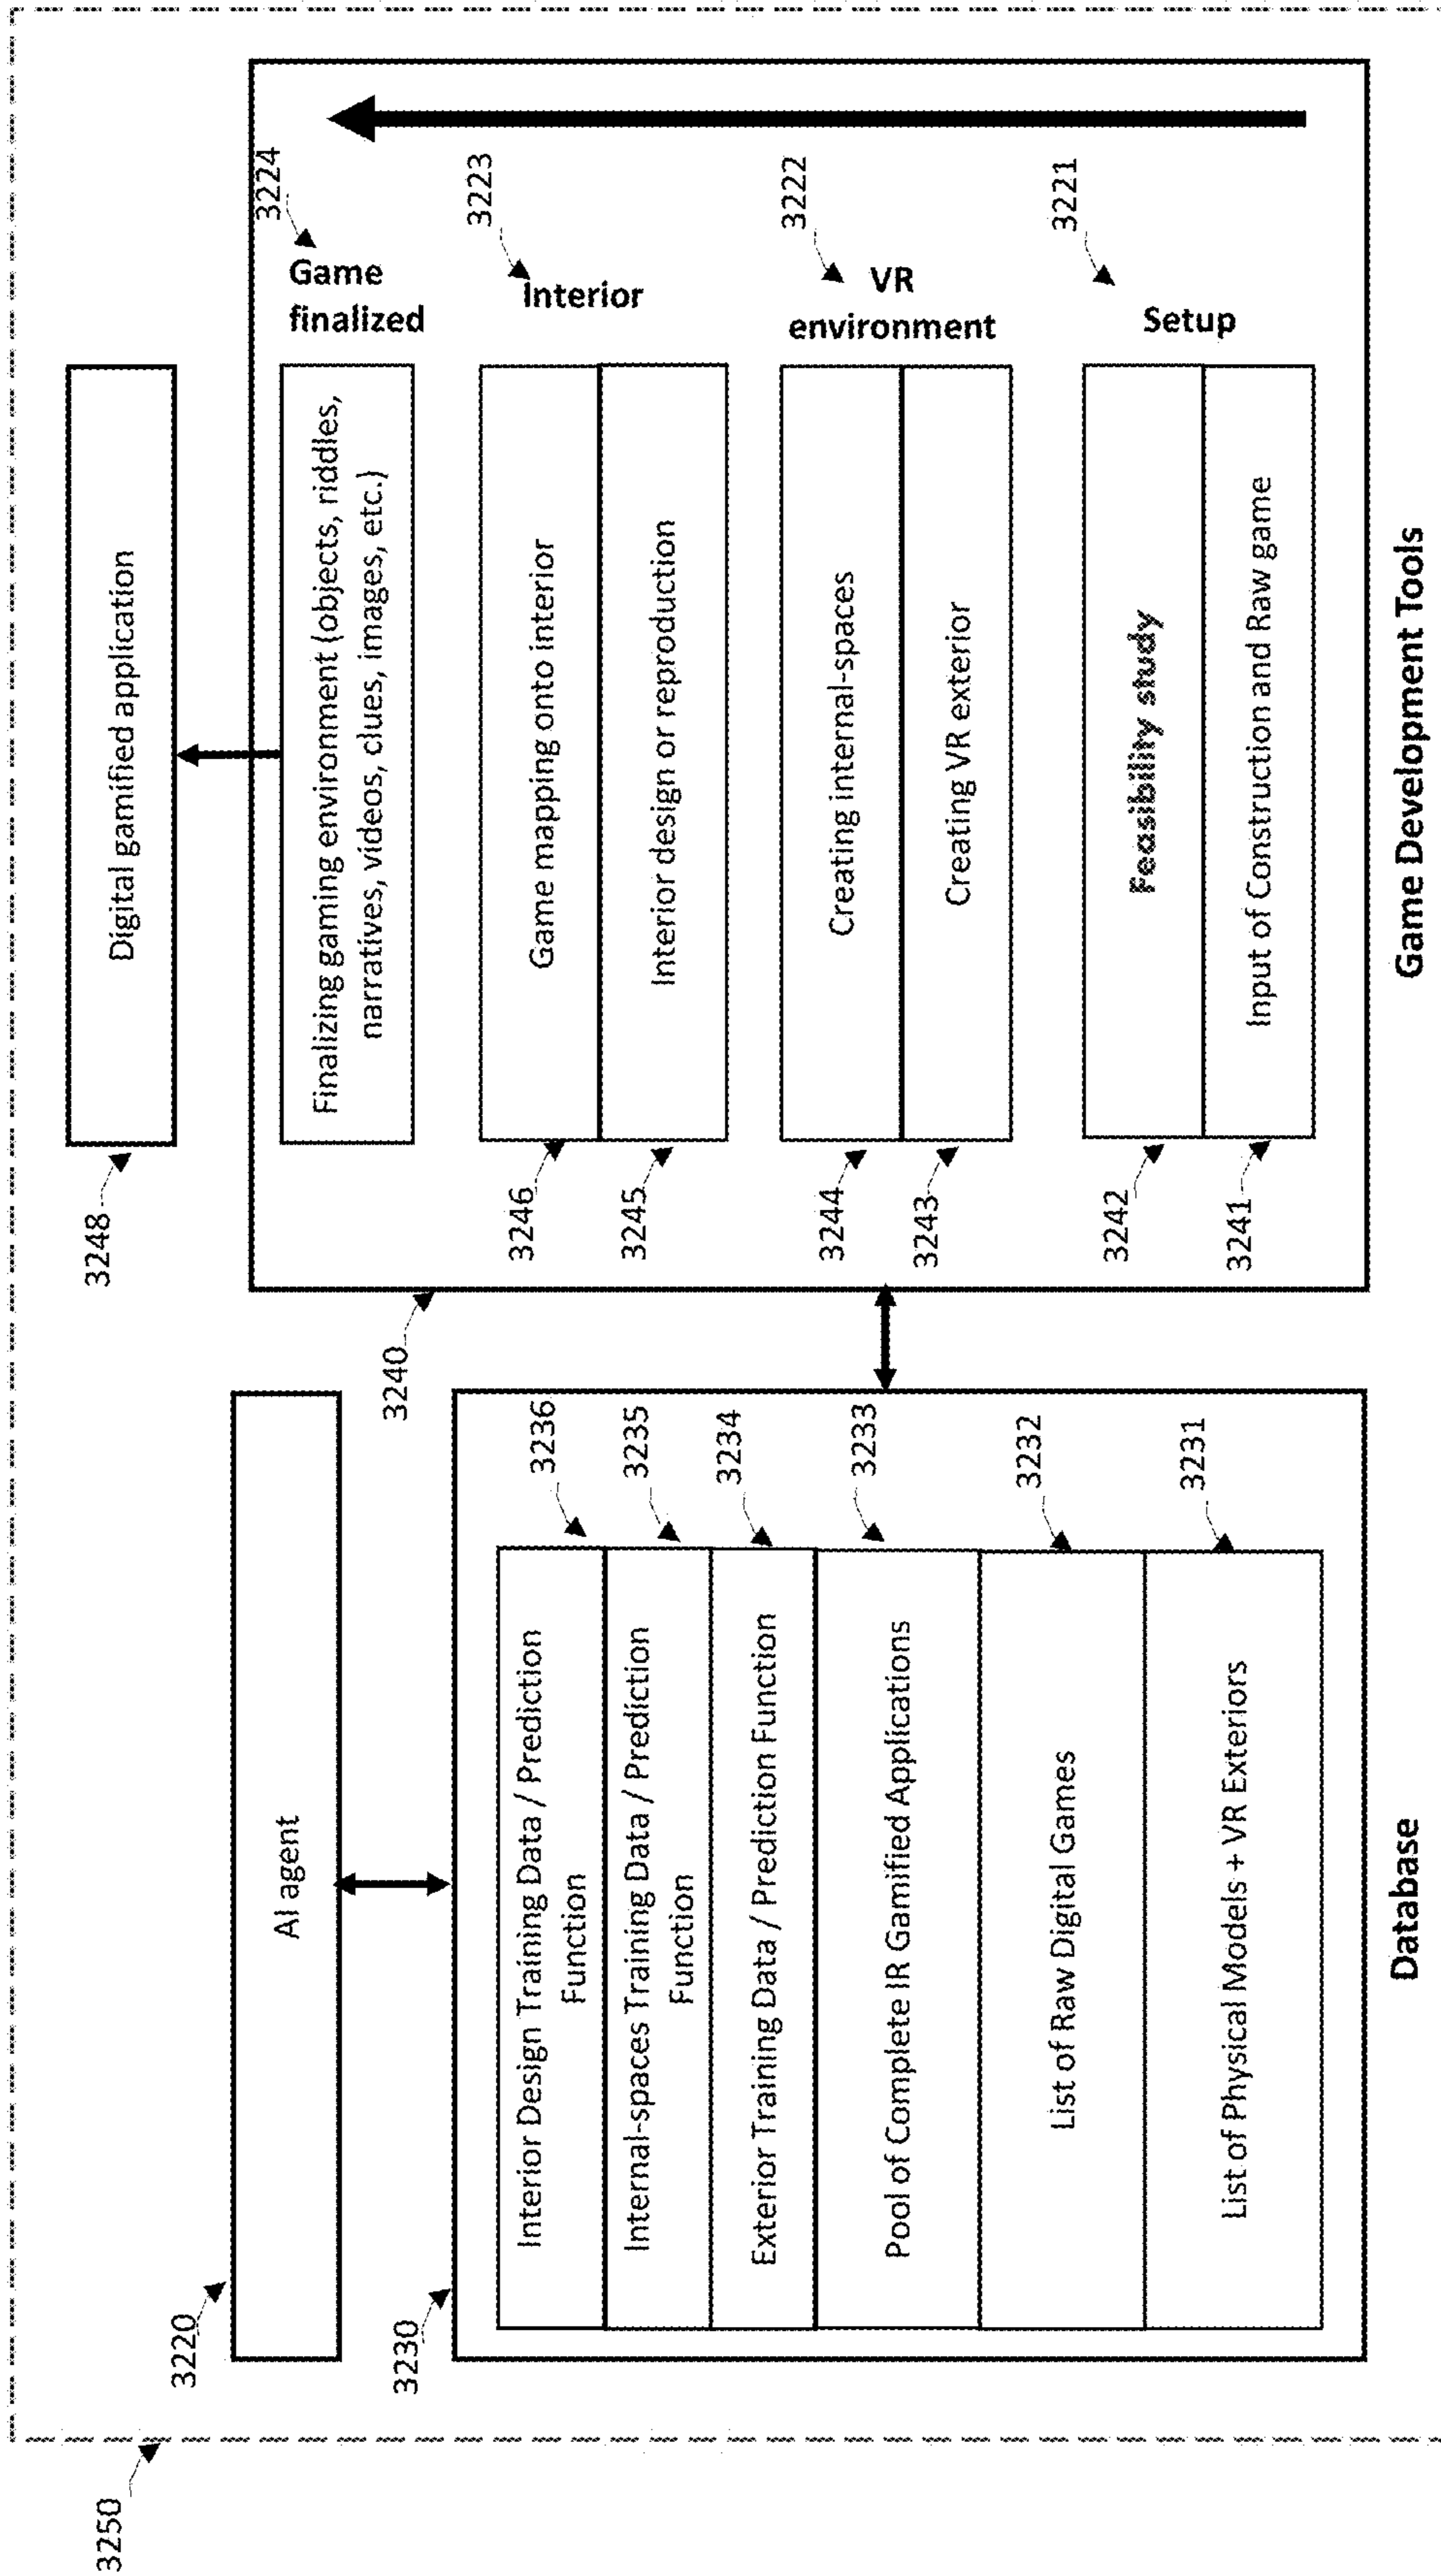 3250
3220
AI agent
3230
Interior Design Training Data / Prediction
Function
3236
Internal-spaces Training Data / Prediction
Function
3235
Exterior Training Data / Prediction Function
3234
Pool of Complete IR Gamified Applications
3233
List of Raw Digital Games
3232
List of Physical Models + VR Exteriors
3231
Database
3248
Digital gamified application
3240
Finalizing gaming environment (objects, riddles,
narratives, videos, clues, images, etc.)
Game
finalized
3224
3246
Game mapping onto interior
3245
Interior design or reproduction
Interior
3223
3244
Creating internal-spaces
3243
Creating VR exterior
VR
environment
3222
3242
Feasibility study
3241
Input of Construction and Raw game
Setup
3221
Game Development Tools